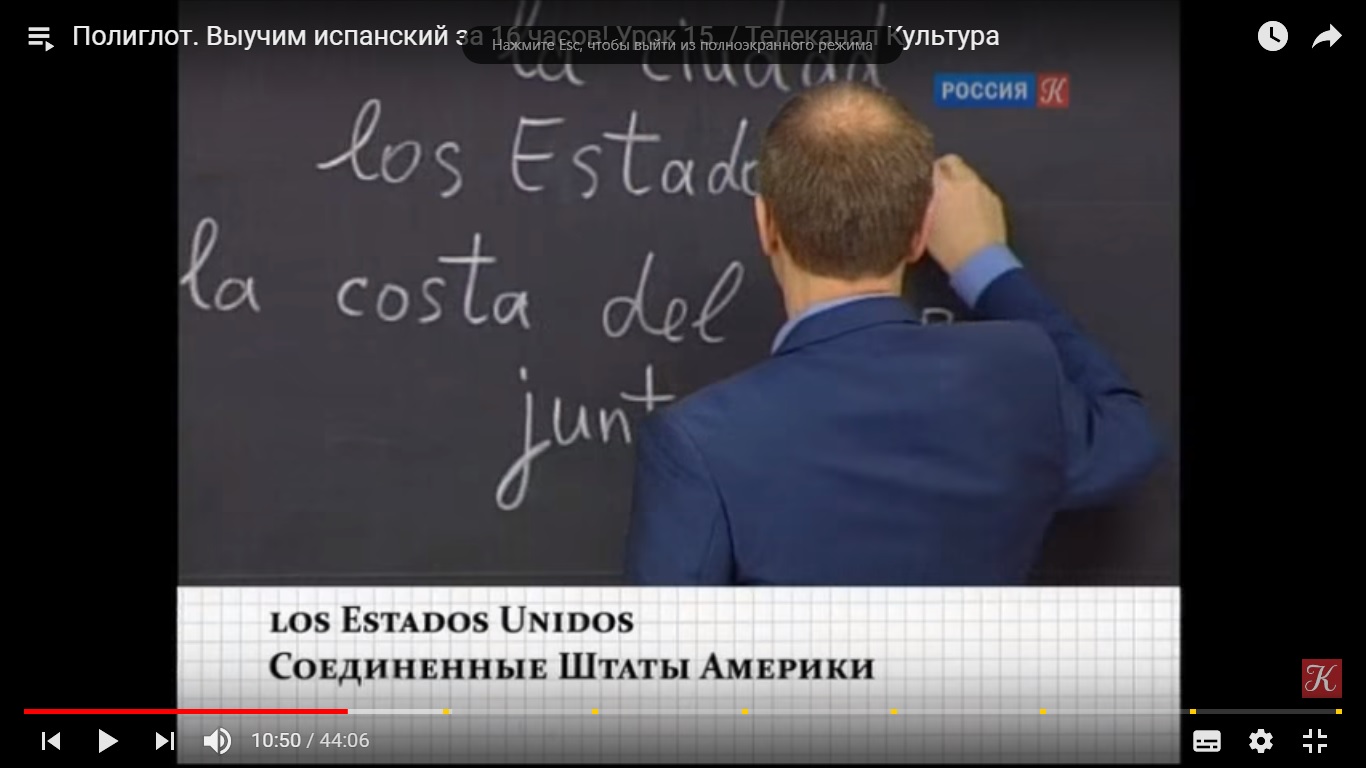 Полиглот. Выучим испанский за 16 часов! Урок 15. / Телеканал Культура
Нажмите Esc, чтобы выйти из полноэкранного режима
РОССИЯ К
la ciudad
los Estado
la costa del
junt
LOS ESTADOS UNIDOS
СОЕДИНЕННЫЕ ШТАТЫ АМЕРИКИ
К
10:50 / 44:06